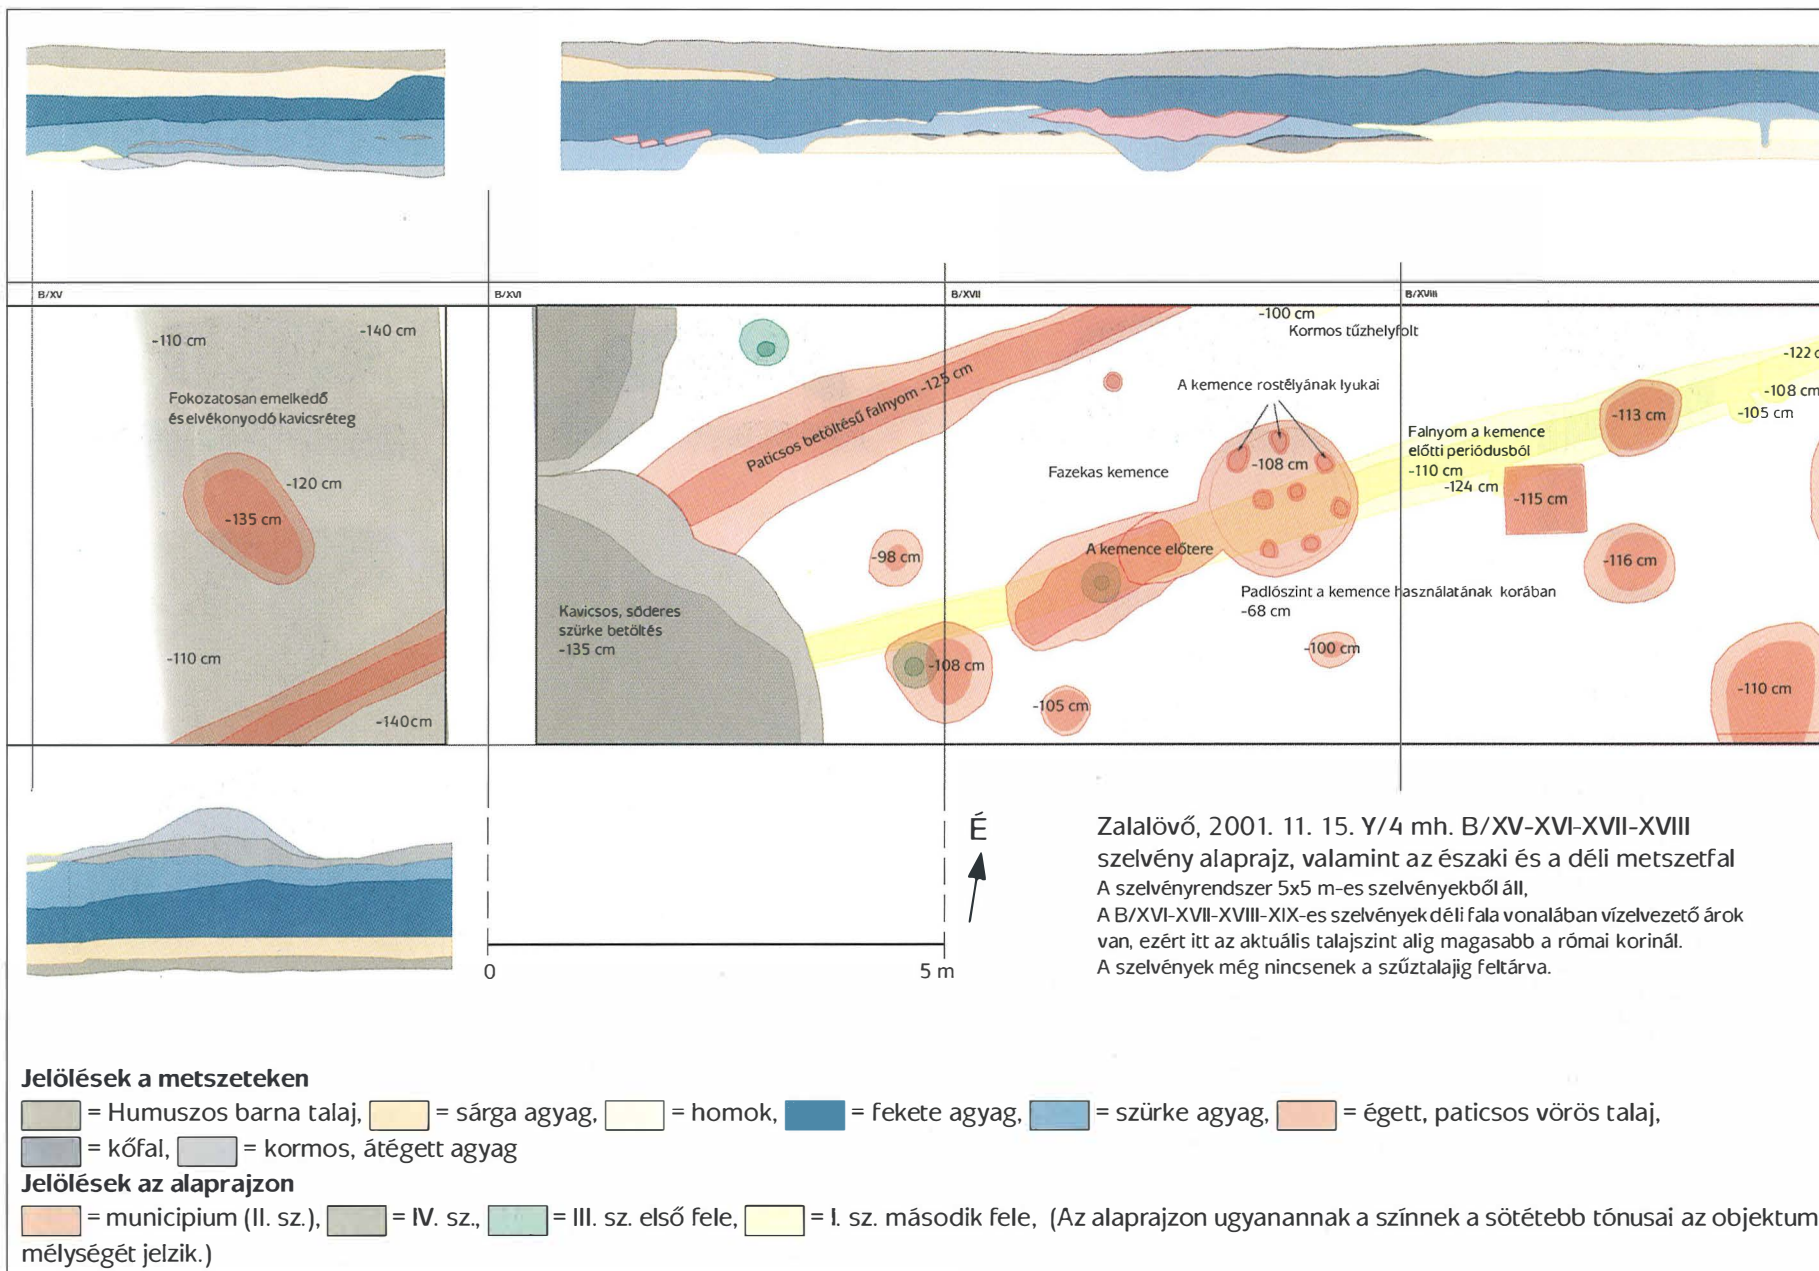 B/XV
B/XVI
B/XVII
B/XVIII
-110 cm
-140 cm
Fokozatosan emelkedő
és elvékonyodó kavicsréteg
-120 cm
-135 cm
-110 cm
-140cm
Paticsos betöltésű falnyom -125 cm
Kavicsos, sóderes
szürke betöltés
-135 cm
-98 cm
-108 cm
-105 cm
-100 cm
Kormos tűzhelyfolt
A kemence rostélyának lyukai
Fazekas kemence
-108 cm
A kemence előtere
Padlószint a kemence használatának korában
-68 cm
-100 cm
Falnyom a kemence
előtti periódusból
-110 cm
-124 cm
-113 cm
-115 cm
-116 cm
-110 cm
-122 c
-108 cm
-105 cm
0
5 m
É
Zalalövő, 2001. 11. 15. Y/4 mh. B/XV-XVI-XVII-XVIII
szelvény alaprajz, valamint az északi és a déli metszetfal
A szelvényrendszer 5x5 m-es szelvényekből áll,
A B/XVI-XVII-XVIII-XIX-es szelvények déli fala vonalában vízelvezető árok
van, ezért itt az aktuális talajszint alig magasabb a római korinál.
A szelvények még nincsenek a szűztalajig feltárva.
Jelölések a metszeteken
= Humuszos barna talaj, = sárga agyag, = homok, = fekete agyag, = szürke agyag, = égett, paticsos vörös talaj,
= kőfal, = kormos, átégett agyag
Jelölések az alaprajzon
= municipium (II. sz.), = IV. sz., = III. sz. első fele, = I. sz. második fele, (Az alaprajzon ugyanannak a színnek a sötétebb tónusai az objektum
mélységét jelzik.)